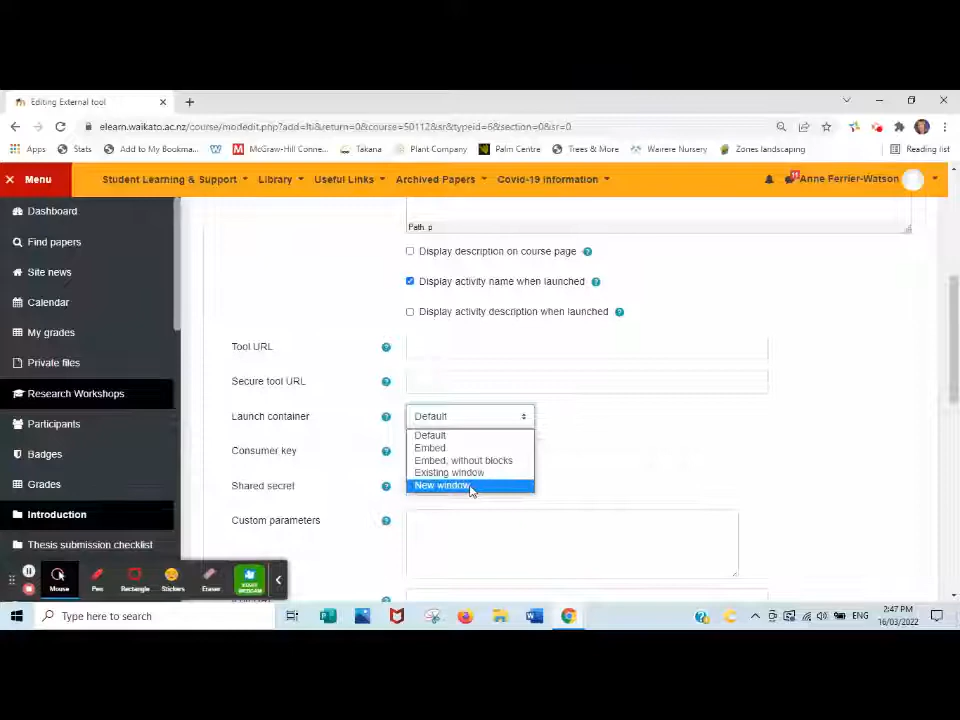 Editing External tool
elearn.waikato.ac.nz/course/modedit.php?add=lti&return=0&course=50112&sr&typeid=6&section=0&sr=0
Apps Stats Add to My Bookma... McGraw-Hill Conne... Takana Plant Company Palm Centre Trees & More Wairere Nursery Zones landscaping Reading list
Menu Student Learning & Support Library Useful Links Archived Papers Covid-19 Information Anne Ferrier-Watson
Dashboard
Find papers
Site news
Calendar
My grades
Private files
Research Workshops
Participants
Badges
Grades
Introduction
Thesis submission checklist
Path: p
Display description on course page
Display activity name when launched
Display activity description when launched
Tool URL
Secure tool URL
Launch container Default
Default
Embed
Embed, without blocks
Existing window
New window
Consumer key
Shared secret
Custom parameters
Mouse Pen Rectangle Stickers Eraser
Type here to search
ENG
2:47 PM
16/03/2022